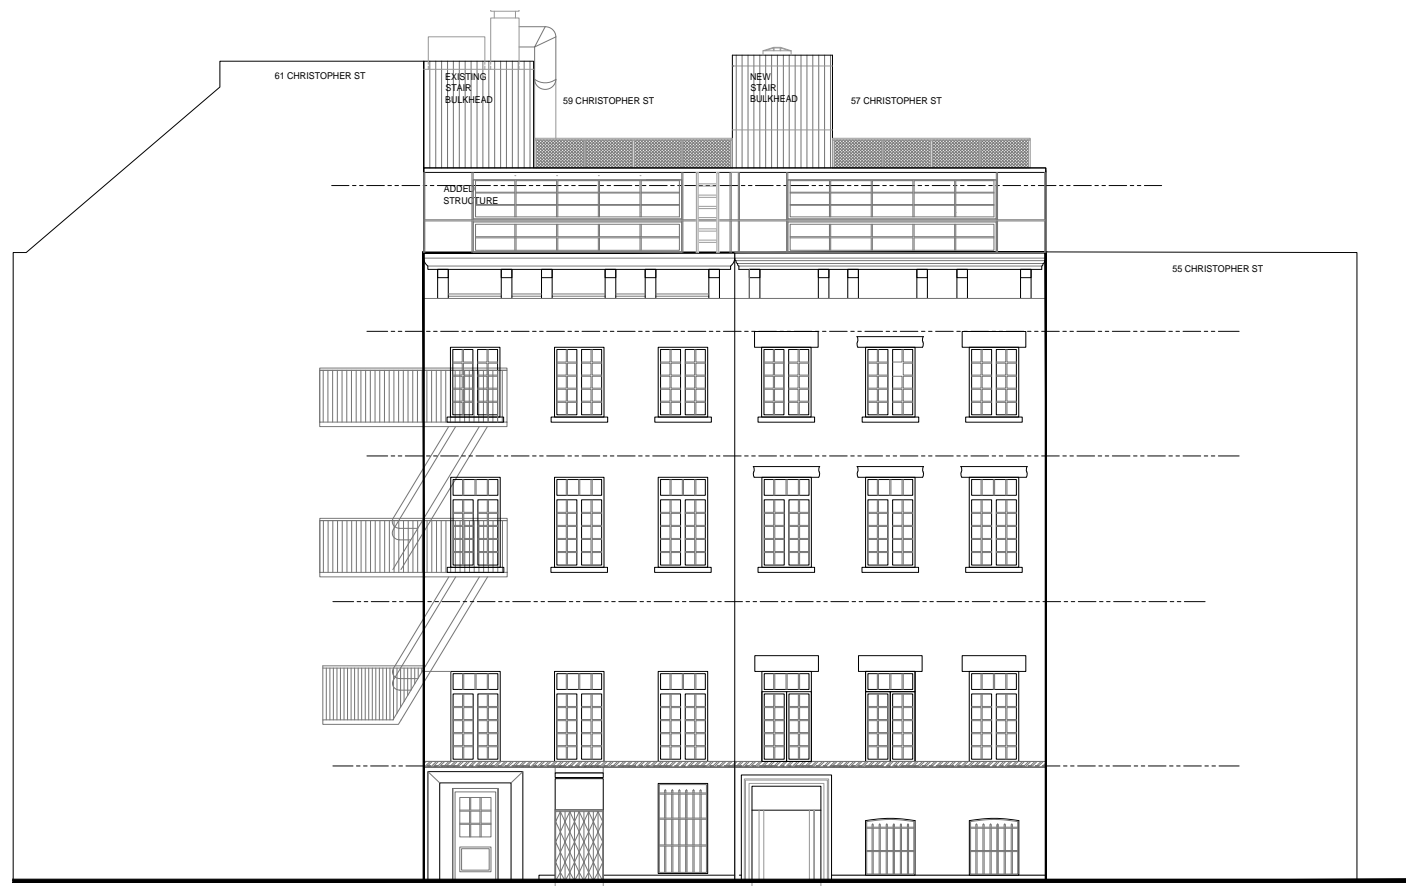 61 CHRISTOPHER ST
EXISTING
STAIR
BULKHEAD
59 CHRISTOPHER ST
NEW
STAIR
BULKHEAD
57 CHRISTOPHER ST
ADDED
STRUCTURE
55 CHRISTOPHER ST